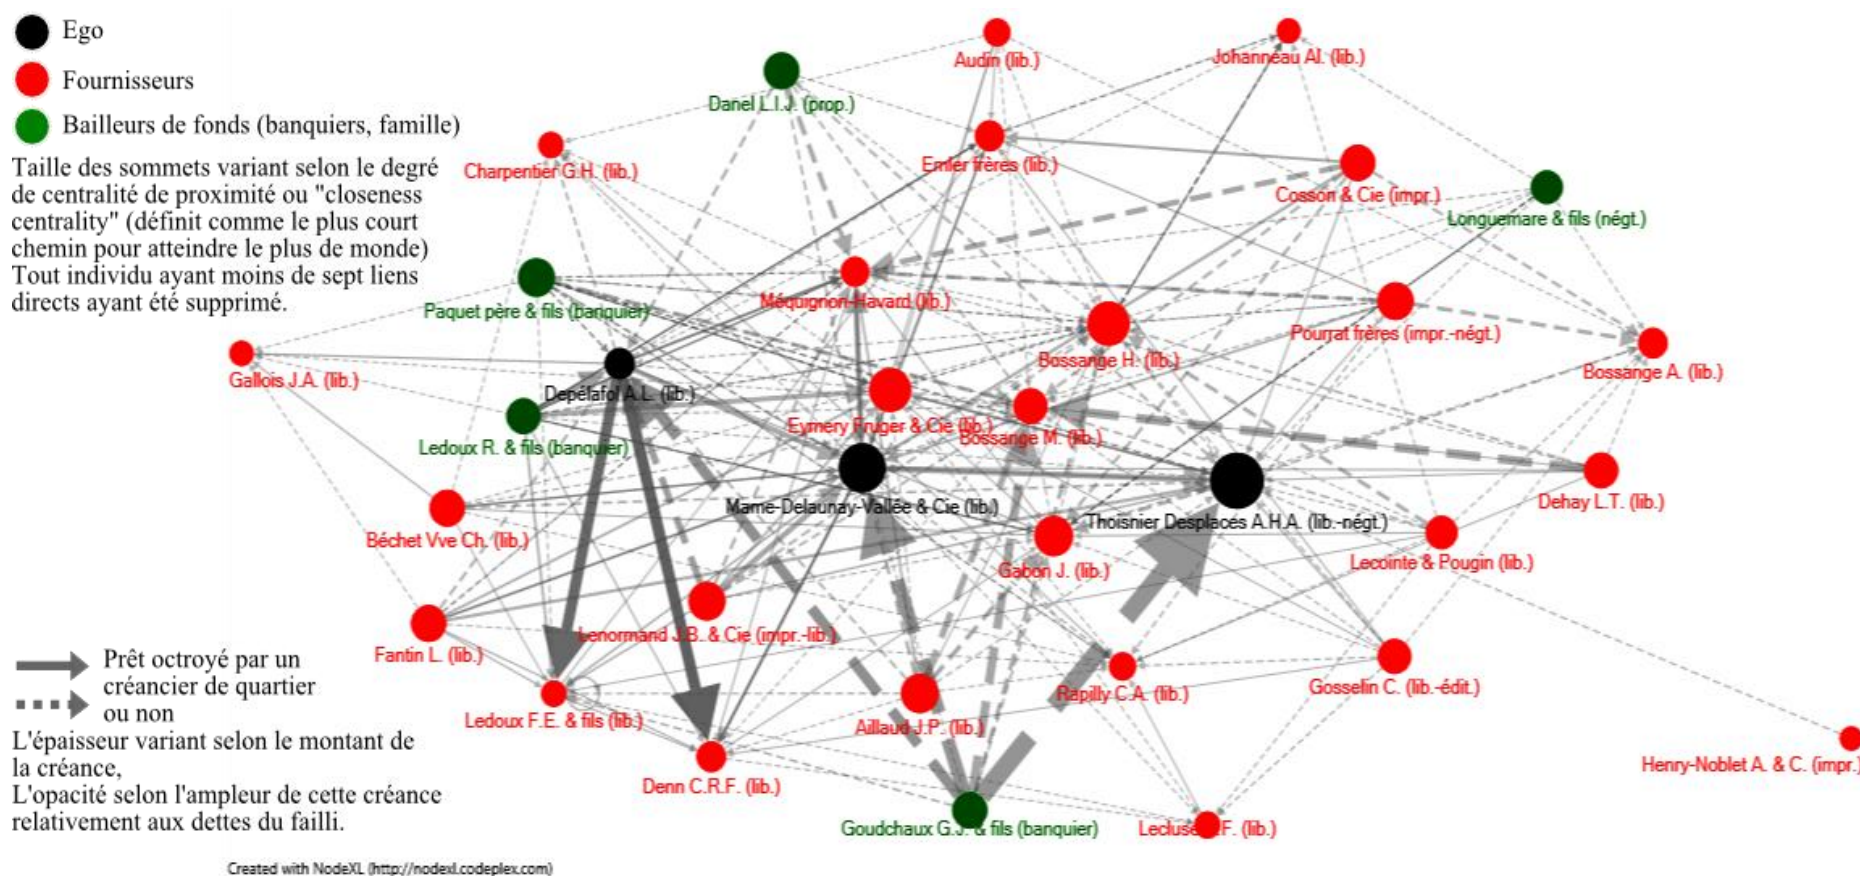 Ego
Fournisseurs
Bailleurs de fonds (banquiers, famille)
Taille des sommets variant selon le degré
de centralité de proximité ou "closeness
centrality" (définit comme le plus court
chemin pour atteindre le plus de monde)
Tout individu ayant moins de sept liens
directs ayant été supprimé.
Audin (lib.)
Johanneau Al. (lib.)
Danel L.I.J. (prop.)
Charpentier G.H. (lib.)
Emler frères (lib.)
Cosson & Cie (impr.)
Longuemare & fils (négt.)
Paquet père & fils (banquier)
Méquignon-Havard (lib.)
Bossange H. (lib.)
Pourrat frères (impr.-négt.)
Bossange A. (lib.)
Gallois J.A. (lib.)
Depélafol A.L. (lib.)
Ledoux R. & fils (banquier)
Eymery Fruger & Cie (lib.)
Bossange M. (lib.)
Mame-Delaunay-Vallée & Cie (lib.)
Thoisnier Desplaces A.H.A. (lib.-négt.)
Dehay L.T. (lib.)
Béchet Vve Ch. (lib.)
Gabon J. (lib.)
Lecointe & Pougin (lib.)
Lenormand J.B. & Cie (impr.-lib.)
Fantin L. (lib.)
Ledoux F.E. & fils (lib.)
Aillaud J.P. (lib.)
Rapilly C.A. (lib.)
Gosselin C. (lib.-édit.)
Henry-Noblet A. & C. (impr.)
Denn C.R.F. (lib.)
Goudchaux G.J. & fils (banquier)
F. (lib.)
Prêt octroyé par un
créancier de quartier
ou non
L'épaisseur variant selon le montant de
la créance,
L'opacité selon l'ampleur de cette créance
relativement aux dettes du failli.
Created with NodeXL (http://nodexl.codeplex.com)